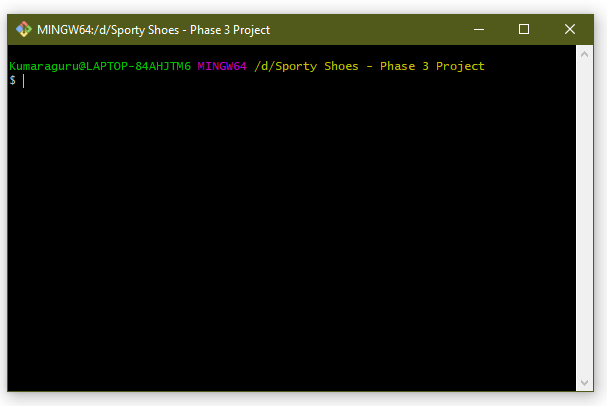 MINGW64:/d/Sporty Shoes - Phase 3 Project
Kumaraguru@LAPTOP-84AHJTM6 MINGW64 /d/Sporty Shoes - Phase 3 Project
$